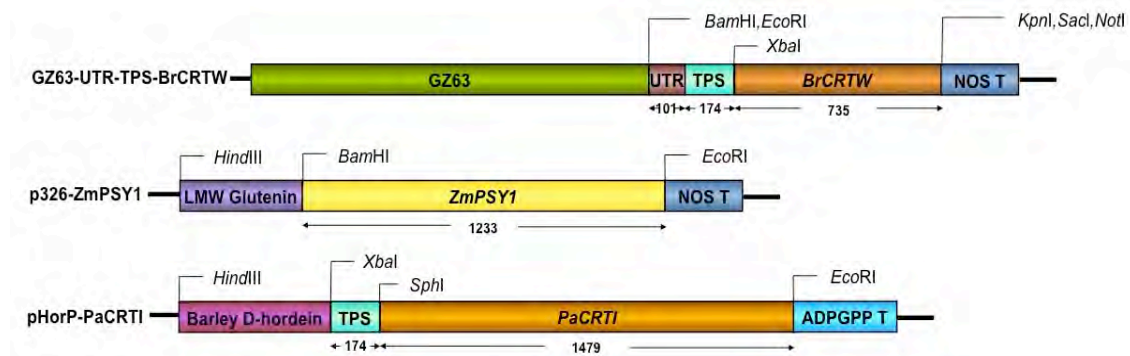 BamHI,EcoRI
KpnI,SacI,NotI
XbaI
GZ63-UTR-TPS-BrCRTW
GZ63
UTR
TPS
BrCRTW
NOS T
101
174
735
HindIII
BamHI
EcoRI
p326-ZmPSY1
LMW Glutenin
ZmPSY1
NOS T
1233
HindIII
XbaI
SphI
EcoRI
pHorP-PaCRTI
Barley D-hordein
TPS
PaCRTI
ADPGPP T
174
1479